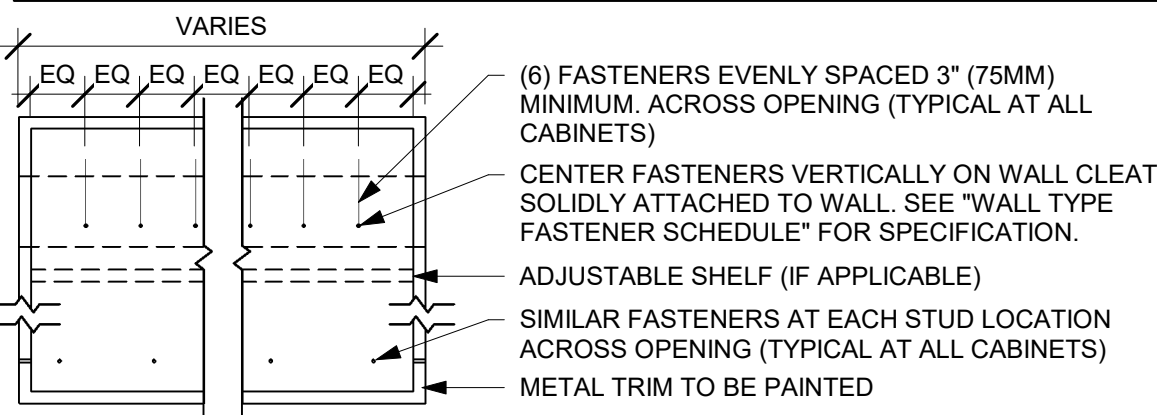 VARIES
EQ EQ EQ EQ EQ EQ EQ
(6) FASTENERS EVENLY SPACED 3" (75MM)
MINIMUM. ACROSS OPENING (TYPICAL AT ALL
CABINETS)
CENTER FASTENERS VERTICALLY ON WALL CLEAT
SOLIDLY ATTACHED TO WALL. SEE "WALL TYPE
FASTENER SCHEDULE" FOR SPECIFICATION.
ADJUSTABLE SHELF (IF APPLICABLE)
SIMILAR FASTENERS AT EACH STUD LOCATION
ACROSS OPENING (TYPICAL AT ALL CABINETS)
METAL TRIM TO BE PAINTED